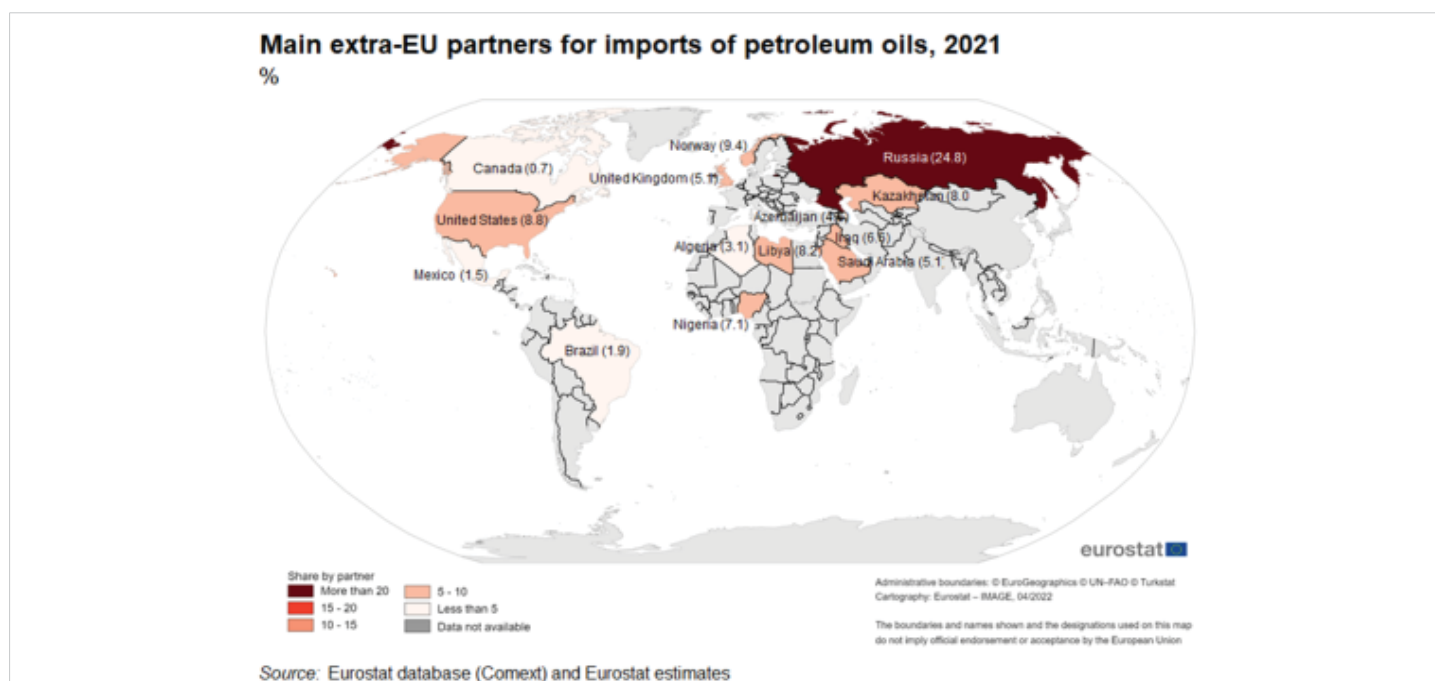 Main extra-EU partners for imports of petroleum oils, 2021
%
Norway (9.4)
Russia (24.8)
Canada (0.7)
United Kingdom (5.1)
Kazakhstan (8.0
United States (8.8)
Azerbaijan
Algeria (3.1)
Libya (8.2)
Iraq
Saudi Arabia (5.1
Mexico (1.5)
Nigeria (7.1)
Brazil (1.9)
eurostat
Share by partner
More than 20
15 - 20
10 - 15
5 - 10
Less than 5
Data not available
Administrative boundaries: © EuroGeographics © UN–FAO © Turkstat
Cartography: Eurostat – IMAGE, 04/2022
The boundaries and names shown and the designations used on this map
do not imply official endorsement or acceptance by the European Union
Source: Eurostat database (Comext) and Eurostat estimates